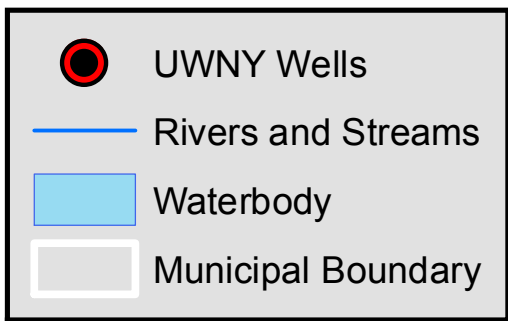 UWNY Wells
Rivers and Streams
Waterbody
Municipal Boundary